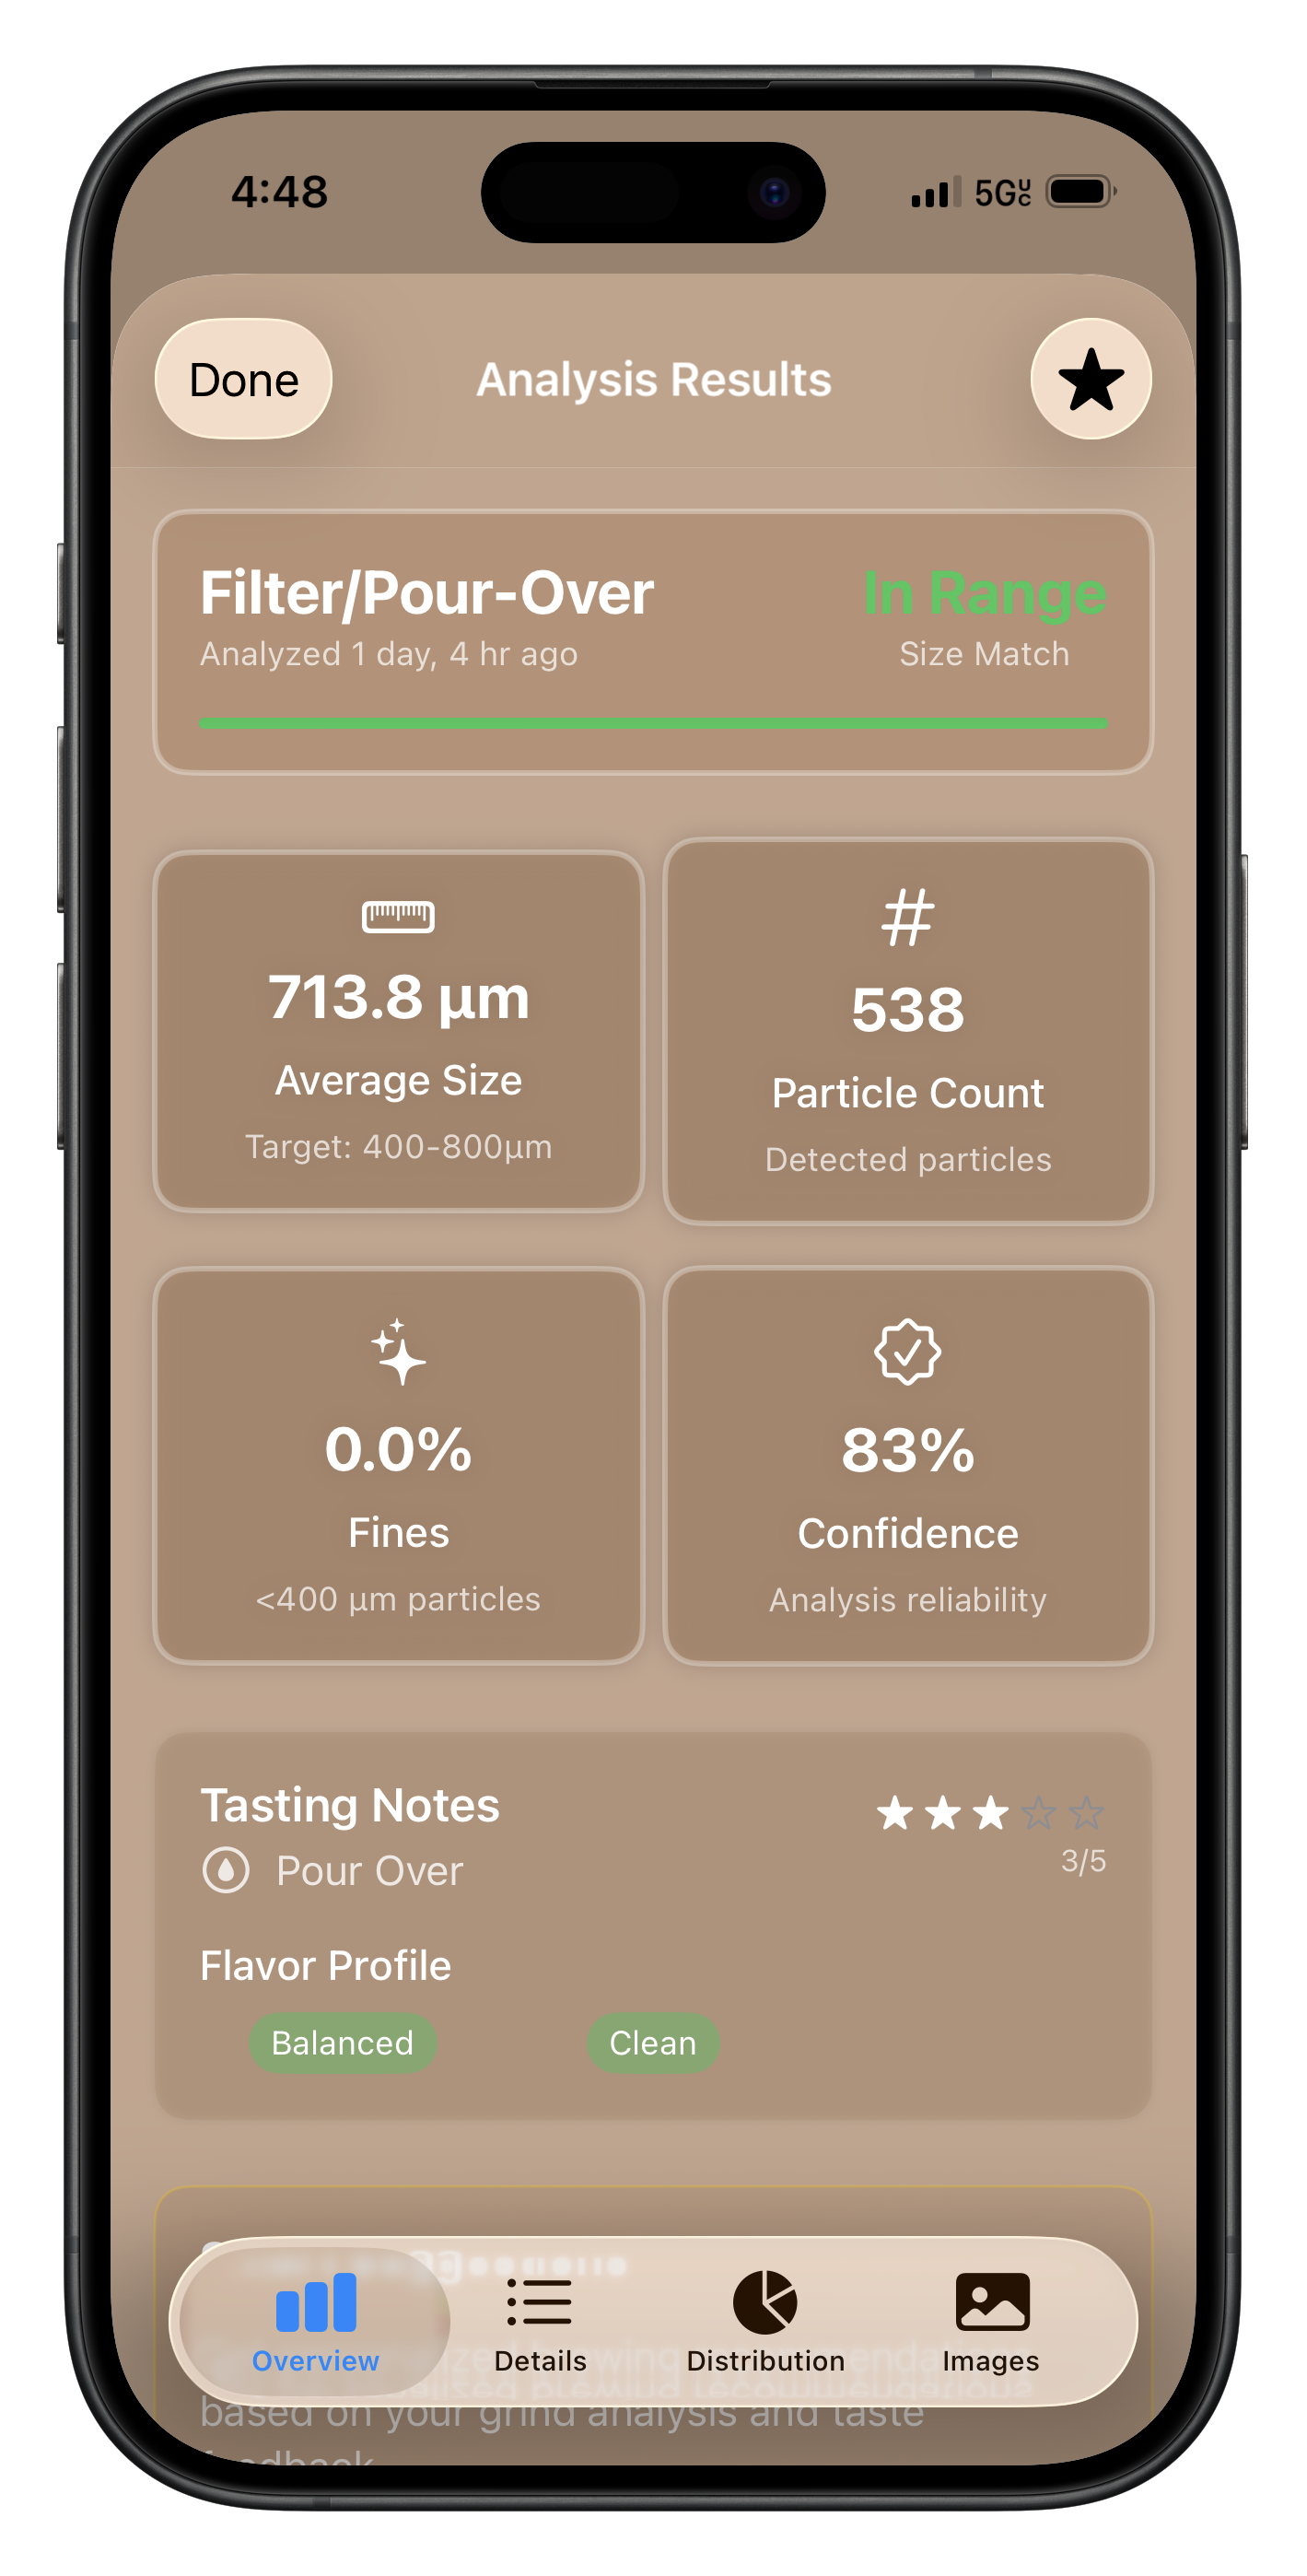 4:48
5GUC
Done
Analysis Results
Filter/Pour-Over
In Range
Analyzed 1 day, 4 hr ago
Size Match
713.8 µm
Average Size
Target: 400-800µm
#
538
Particle Count
Detected particles
0.0%
Fines
<400 µm particles
83%
Confidence
Analysis reliability
Tasting Notes
3/5
Pour Over
Flavor Profile
Balanced
Clean
Overview
Details
Distribution
Images
based on your grind analysis and taste
feedback